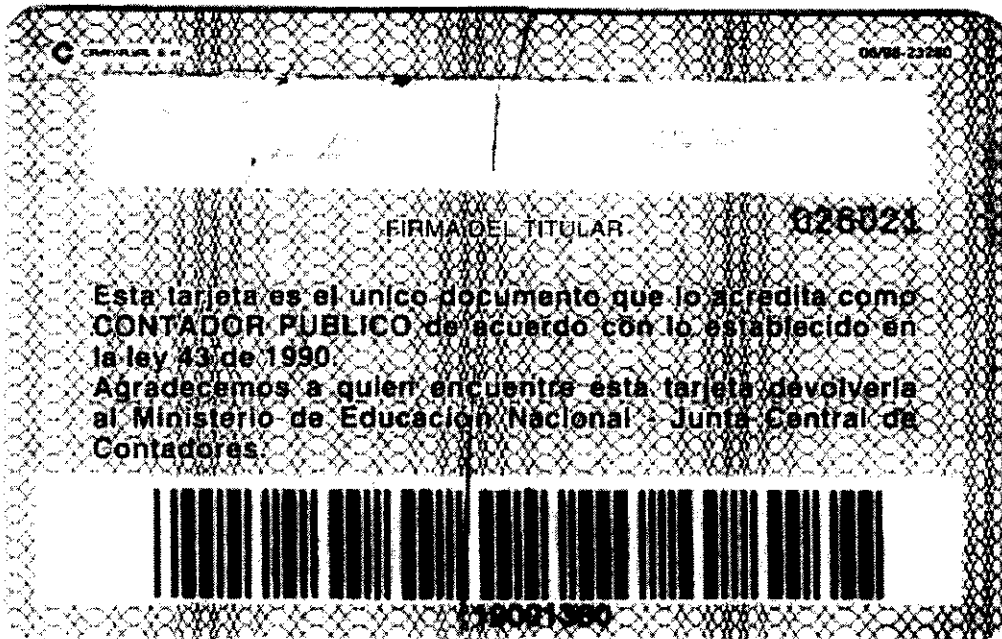 CARVAJAL S.A. 06/98-23280
FIRMA DEL TITULAR 026021
Esta tarjeta es el unico documento que lo acredita como
CONTADOR PUBLICO de acuerdo con lo establecido en
la ley 43 de 1990.
Agradecemos a quien encuentre esta tarjeta devolverla
al Ministerio de Educacion Nacional - Junta Central de
Contadores.